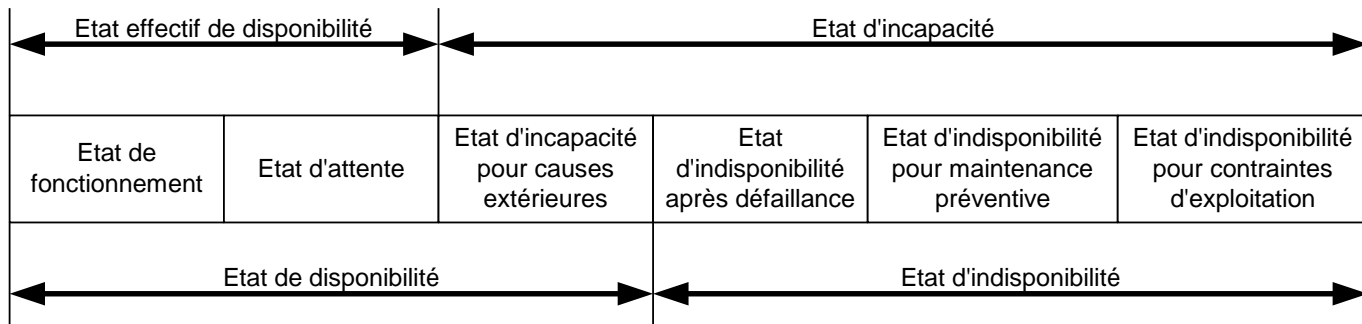 Etat effectif de disponibilité
Etat d'incapacité
Etat de
fonctionnement
Etat d'attente
Etat d'incapacité
pour causes
extérieures
Etat
d'indisponibilité
après défaillance
Etat d'indisponibilité
pour maintenance
préventive
Etat d'indisponibilité
pour contraintes
d'exploitation
Etat de disponibilité
Etat d'indisponibilité